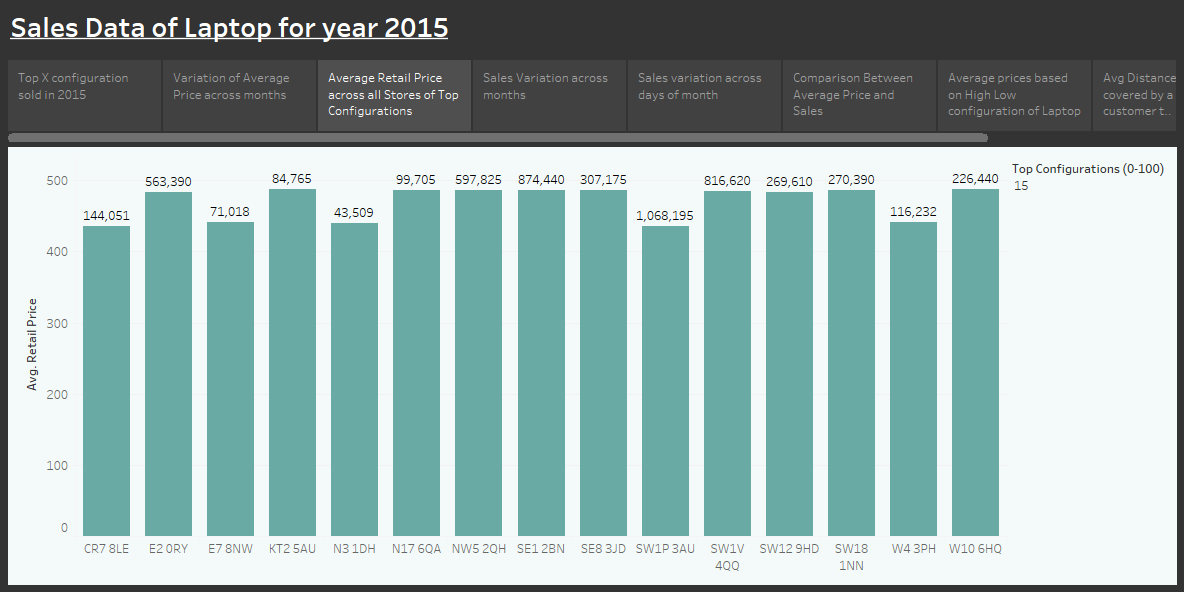 Sales Data of Laptop for year 2015
Top X configuration
sold in 2015
Variation of Average
Price across months
Average Retail Price
across all Stores of Top
Configurations
Sales Variation across
months
Sales variation across
days of month
Comparison Between
Average Price and
Sales
Average prices based
on High Low
configuration of Laptop
Avg Distance
covered by a
customer t..
Top Configurations (0-100)
15
Avg. Retail Price
500
400
300
200
100
0
144,051
563,390
71,018
84,765
43,509
99,705
597,825
874,440
307,175
1,068,195
816,620
269,610
270,390
116,232
226,440
CR7 8LE
E2 0RY
E7 8NW
KT2 5AU
N3 1DH
N17 6QA
NW5 2QH
SE1 2BN
SE8 3JD
SW1P 3AU
SW1V
4QQ
SW12 9HD
SW18
1NN
W4 3PH
W10 6HQ